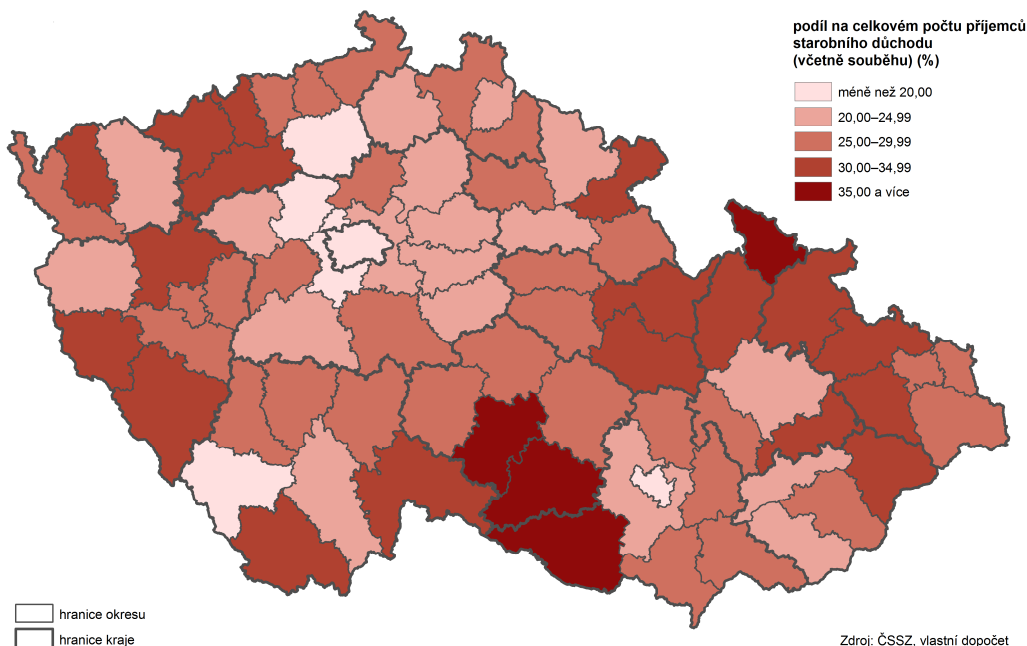 podíl na celkovém počtu příjemců
starobního důchodu
(včetně souběhu) (%)
méně než 20,00
20,00–24,99
25,00–29,99
30,00–34,99
35,00 a více
hranice okresu
hranice kraje
Zdroj: ČSSZ, vlastní dopočet